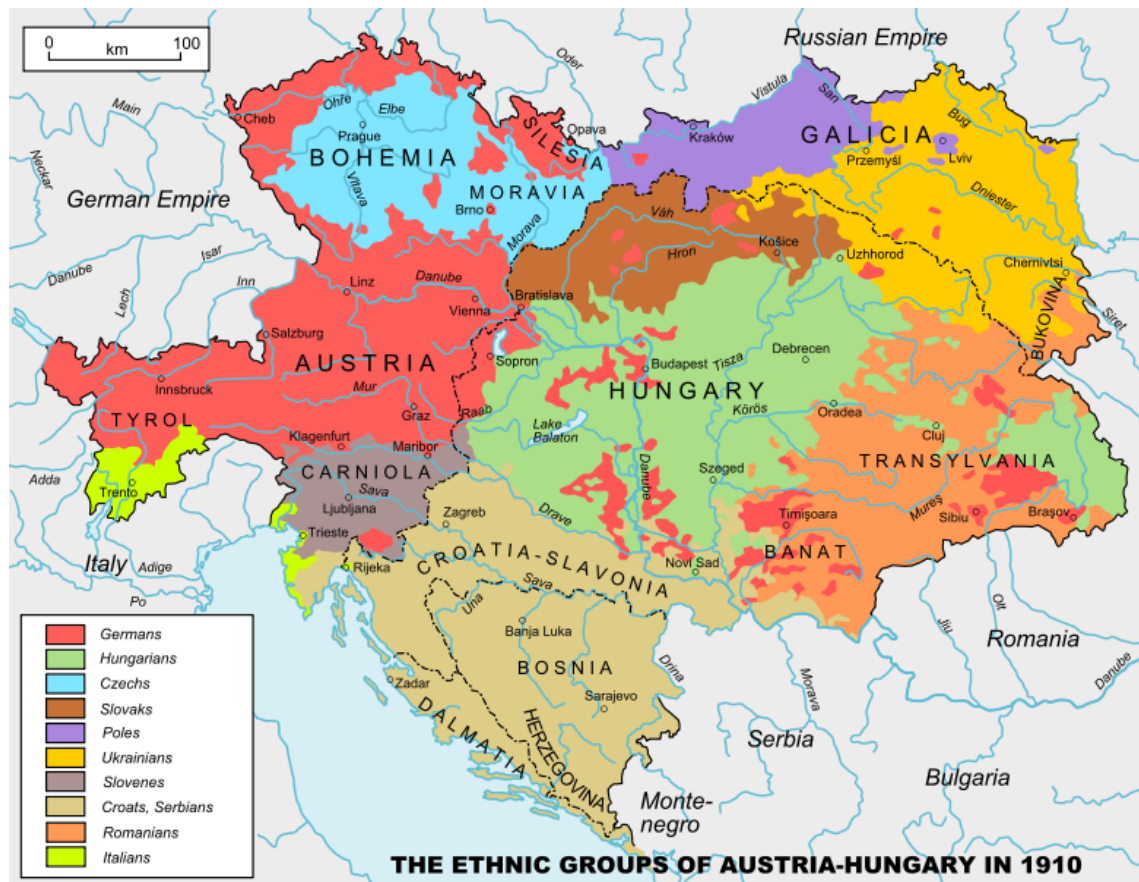 0 100
km
Russian Empire
Oder
Vistula
San
Main
Cheb
Ohře
Elbe
Prague
BOHEMIA
Vltava
SILESIA
Opava
Kraków
GALICIA
Bug
Przemyśl
Lviv
Neckar
MORAVIA
Brno
Morava
German Empire
Dniester
Váh
Hron
Košice
Uzhhorod
Chernivtsi
Danube
Isar
Lech
Inn
Linz
Danube
Vienna
Bratislava
BUKOVINA
Siret
Salzburg
AUSTRIA
Sopron
Budapest
Tisza
Debrecen
HUNGARY
Innsbruck
Mur
Graz
Raab
Körös
Oradea
TYROL
Klagenfurt
Maribor
Lake
Balaton
Cluj
TRANSYLVANIA
Adda
Trento
CARNIOLA
Sava
Ljubljana
Zagreb
Drave
Danube
Szeged
Mureș
Timişoara
Sibiu
Braşov
Trieste
Italy
Adige
Rijeka
CROATIA-SLAVONIA
BANAT
Novi Sad
Po
Sava
Una
Banja Luka
BOSNIA
Drina
Sarajevo
Zadar
DALMATIA
HERZEGOVINA
Jiu
Olt
Romania
Morava
Danube
Serbia
Bulgaria
Monte-
negro
Germans
Hungarians
Czechs
Slovaks
Poles
Ukrainians
Slovenes
Croats, Serbians
Romanians
Italians
THE ETHNIC GROUPS OF AUSTRIA-HUNGARY IN 1910